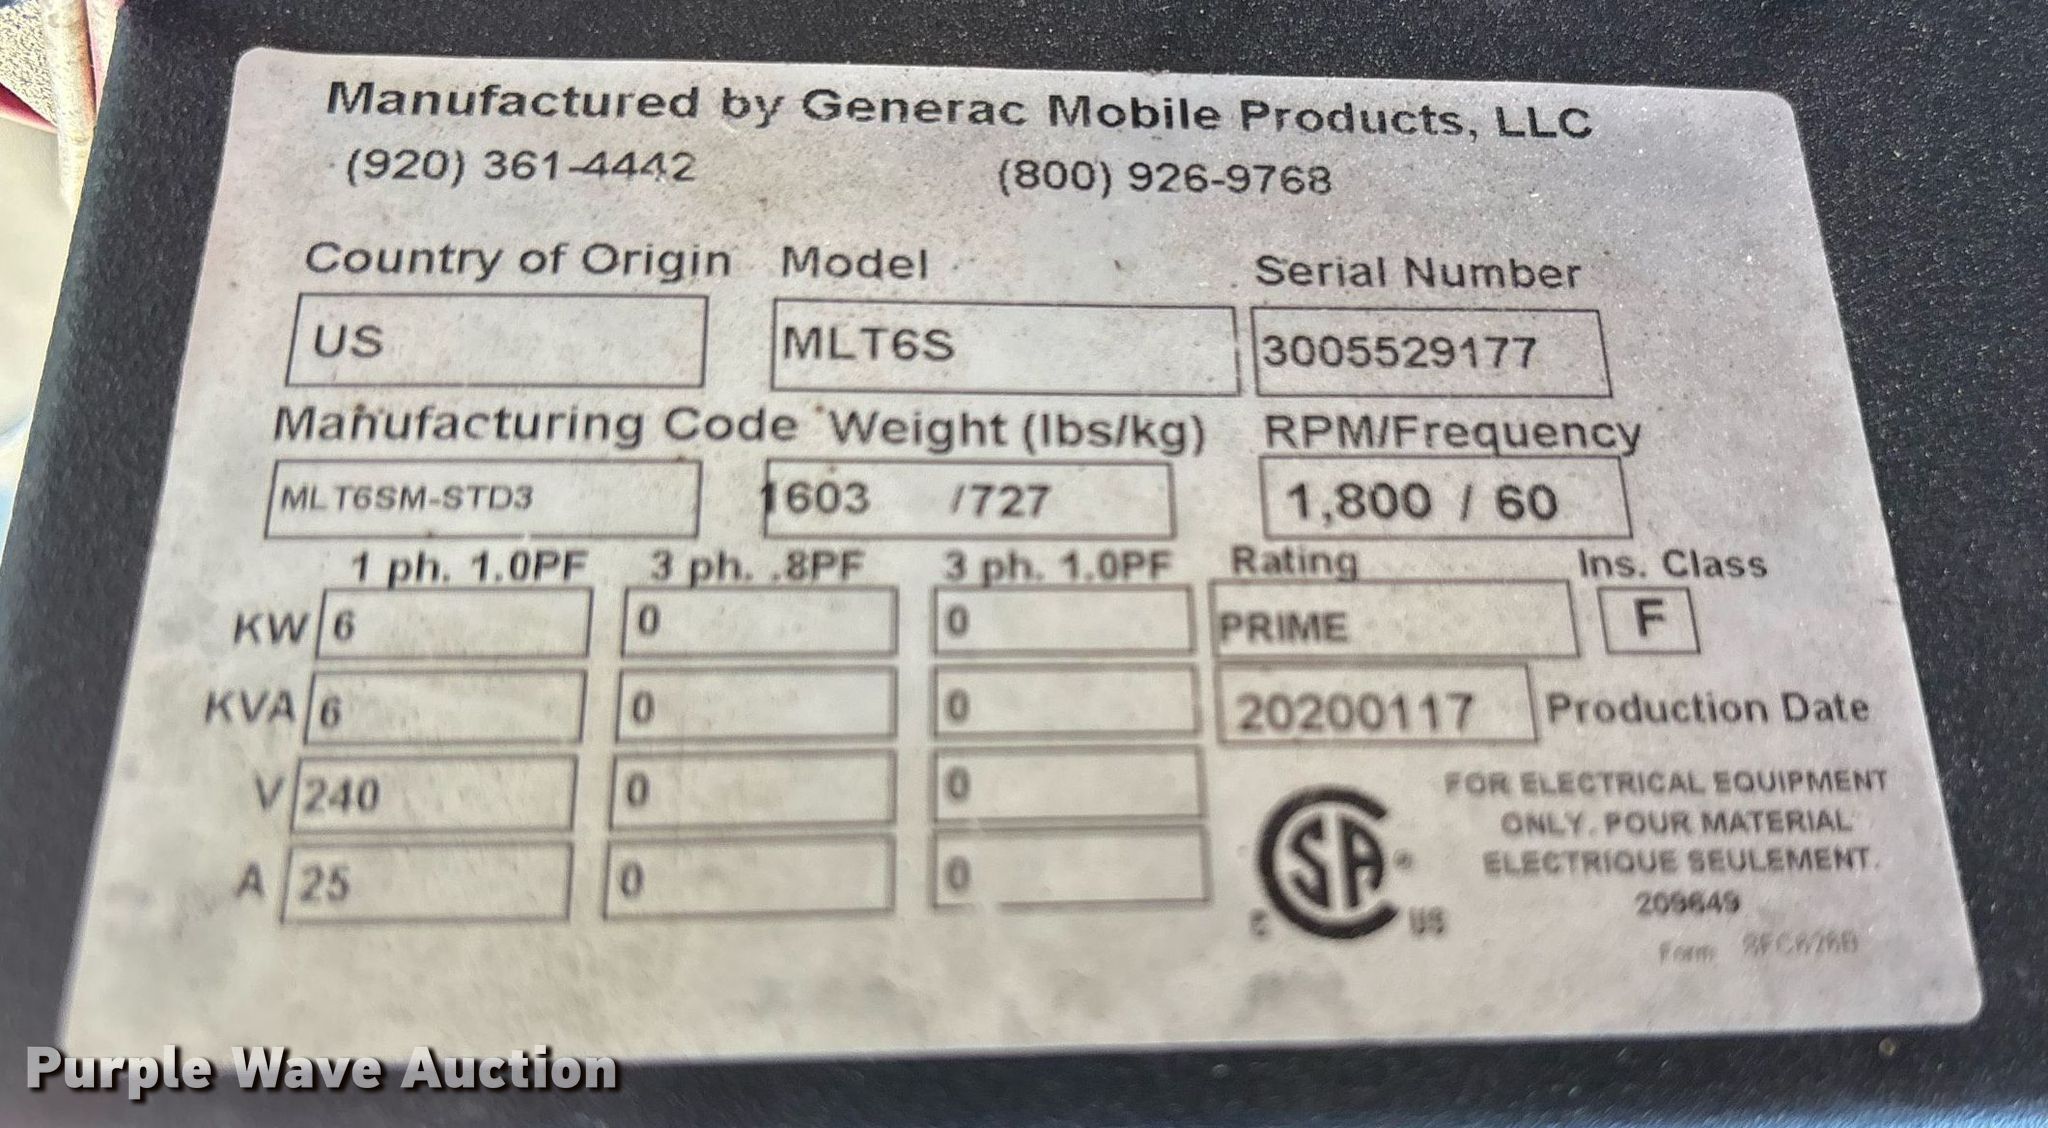 Manufactured by Generac Mobile Products, LLC
(920) 361-4442 (800) 926-9768
Country of Origin Model Serial Number
US MLT6S 3005529177
Manufacturing Code Weight (lbs/kg) RPM/Frequency
MLT6SM-STD3 1603 /727 1,800 / 60
1 ph. 1.0PF 3 ph. .8PF 3 ph. 1.0PF Rating Ins. Class
KW 6 0 0 PRIME F
KVA 6 0 0 20200117 Production Date
V 240 0 0
A 25 0 0
FOR ELECTRICAL EQUIPMENT
ONLY. POUR MATERIAL
ELECTRIQUE SEULEMENT.
C SA ® US
209649
Form
Purple Wave Auction